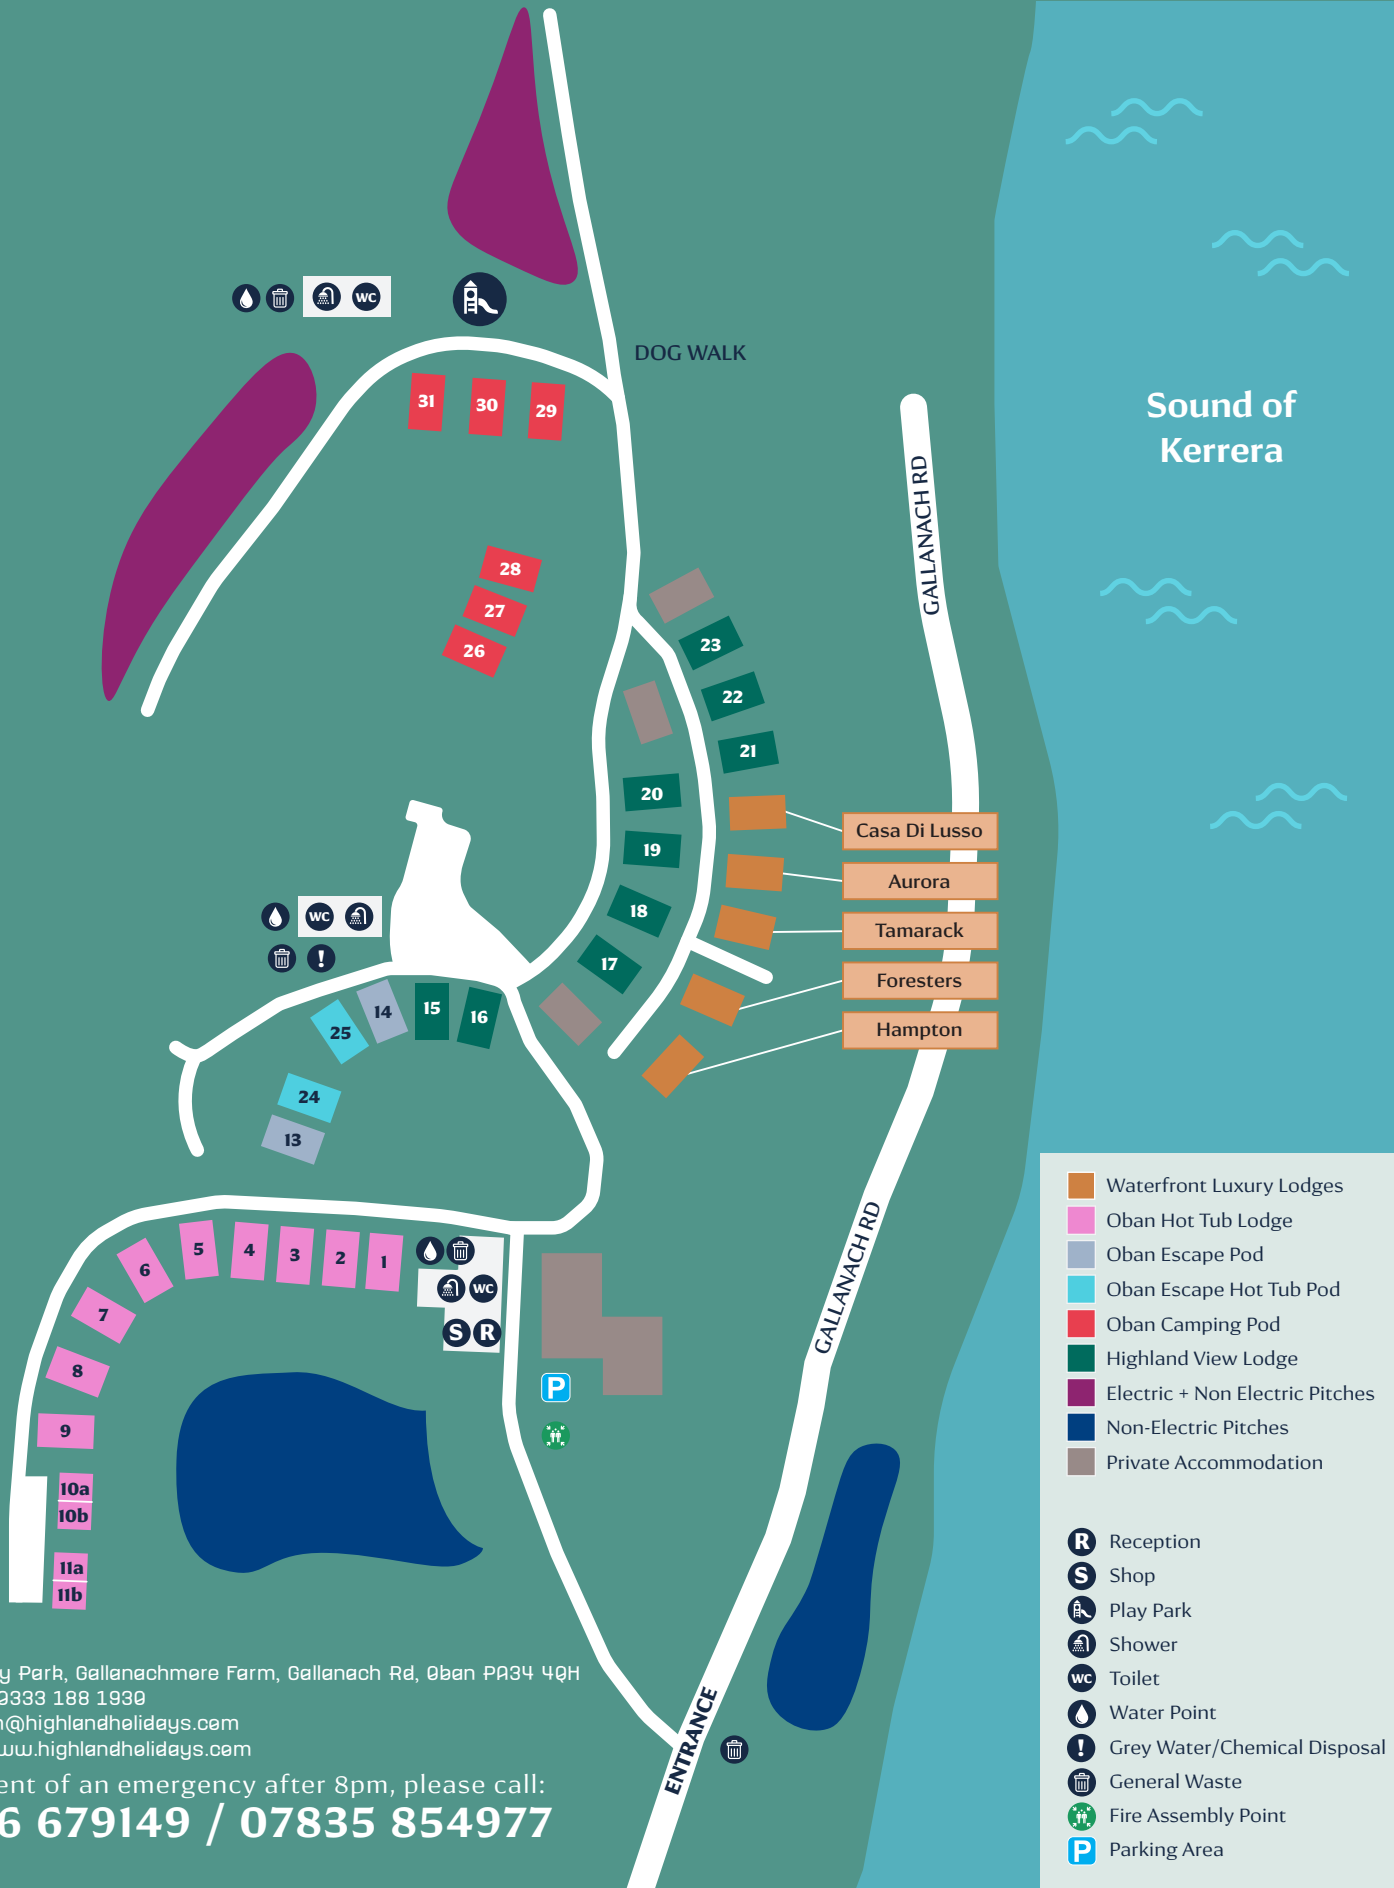 WC
DOG WALK
Sound of
Kerrera
31
30
29
GALLANACH RD
28
27
26
23
22
21
20
19
18
17
Casa Di Lusso
Aurora
Tamarack
Foresters
Hampton
WC
!
14
15
16
25
24
13
5
4
3
2
1
6
7
8
9
10a
10b
11a
11b
WC
S R
P
GALLANACH RD
ENTRANCE
Waterfront Luxury Lodges
Oban Hot Tub Lodge
Oban Escape Pod
Oban Escape Hot Tub Pod
Oban Camping Pod
Highland View Lodge
Electric + Non Electric Pitches
Non-Electric Pitches
Private Accommodation
R Reception
S Shop
Play Park
Shower
WC Toilet
Water Point
! Grey Water/Chemical Disposal
General Waste
Fire Assembly Point
P Parking Area
y Park, Gallanachmore Farm, Gallanach Rd, Oban PA34 4QH
0333 188 1930
n@highlandholidays.com
ww.highlandholidays.com
ent of an emergency after 8pm, please call:
6 679149 / 07835 854977